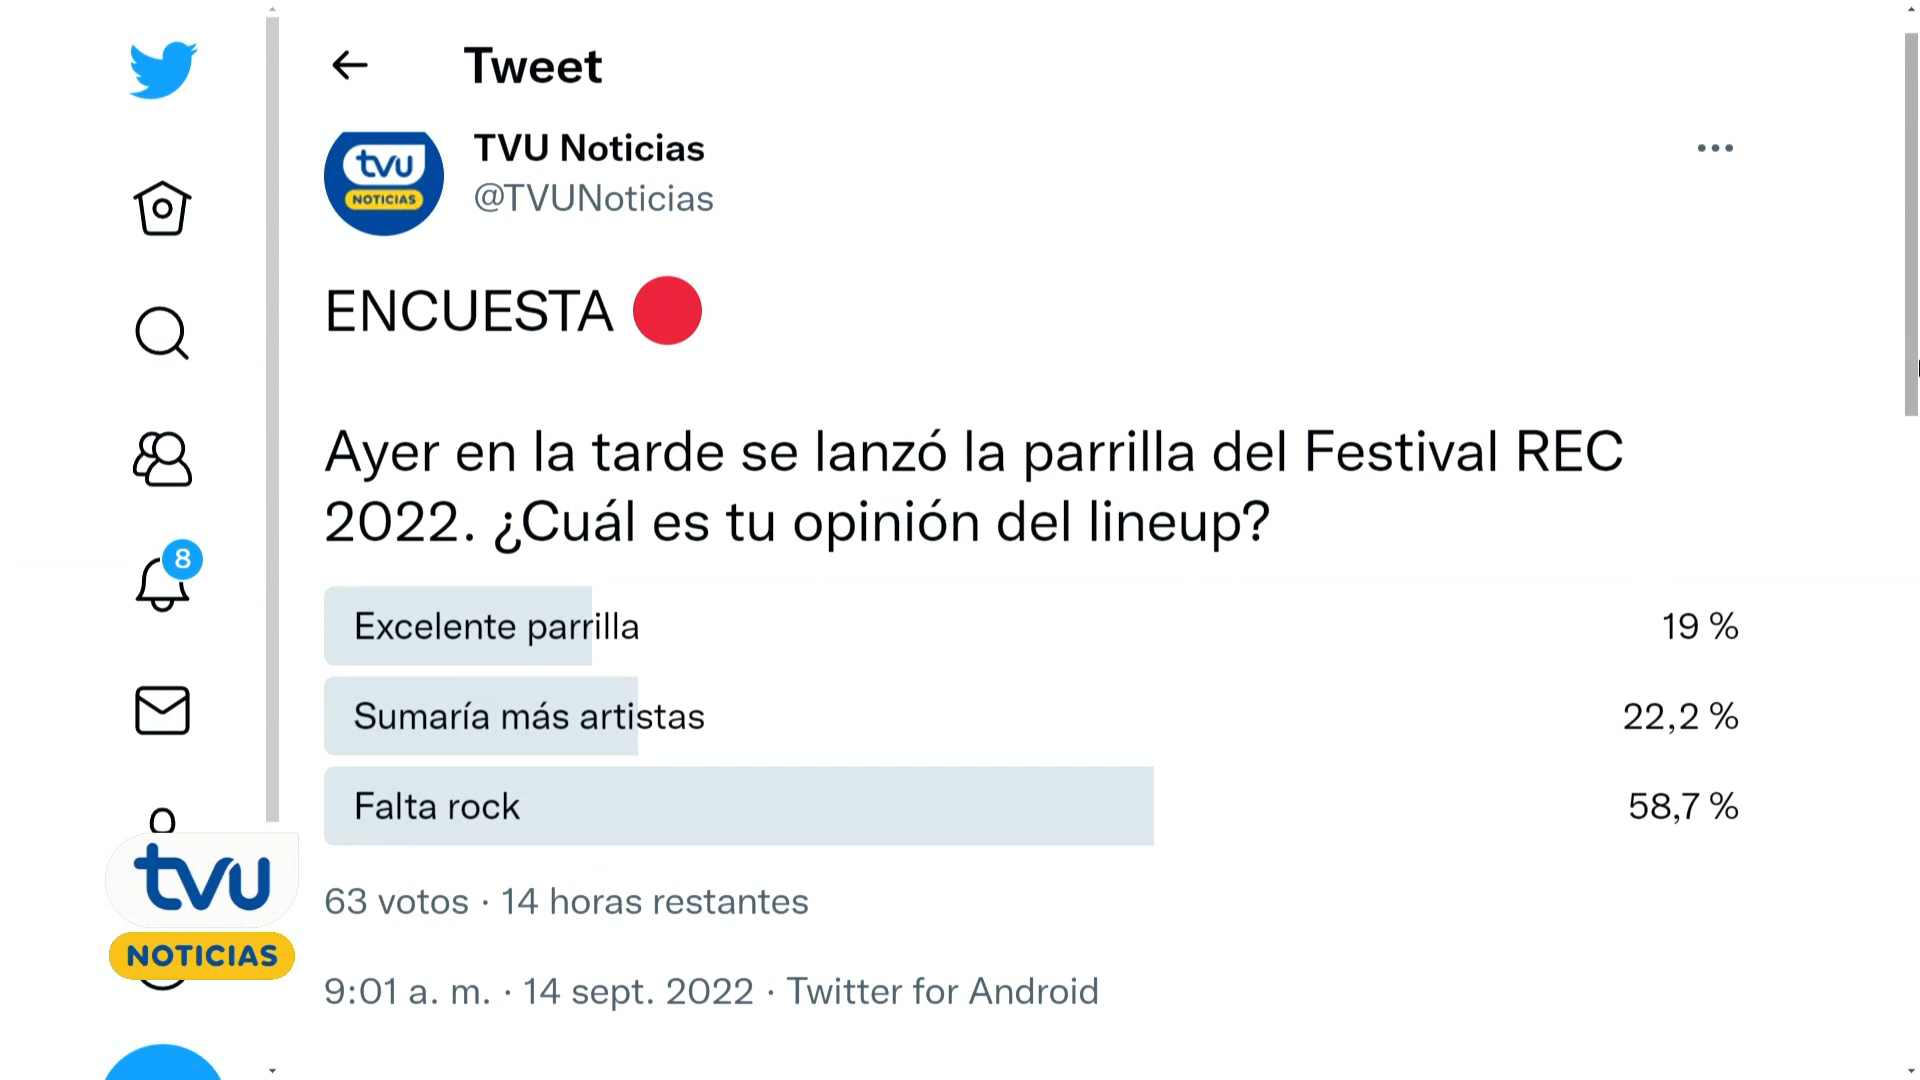 Tweet
tvu
NOTICIAS
TVU Noticias
@TVUNoticias
ENCUESTA
Ayer en la tarde se lanzó la parrilla del Festival REC
2022. ¿Cuál es tu opinión del lineup?
8
Excelente parrilla 19 %
Sumaría más artistas 22,2 %
Falta rock 58,7 %
tvu
NOTICIAS
63 votos · 14 horas restantes
9:01 a. m. · 14 sept. 2022 · Twitter for Android